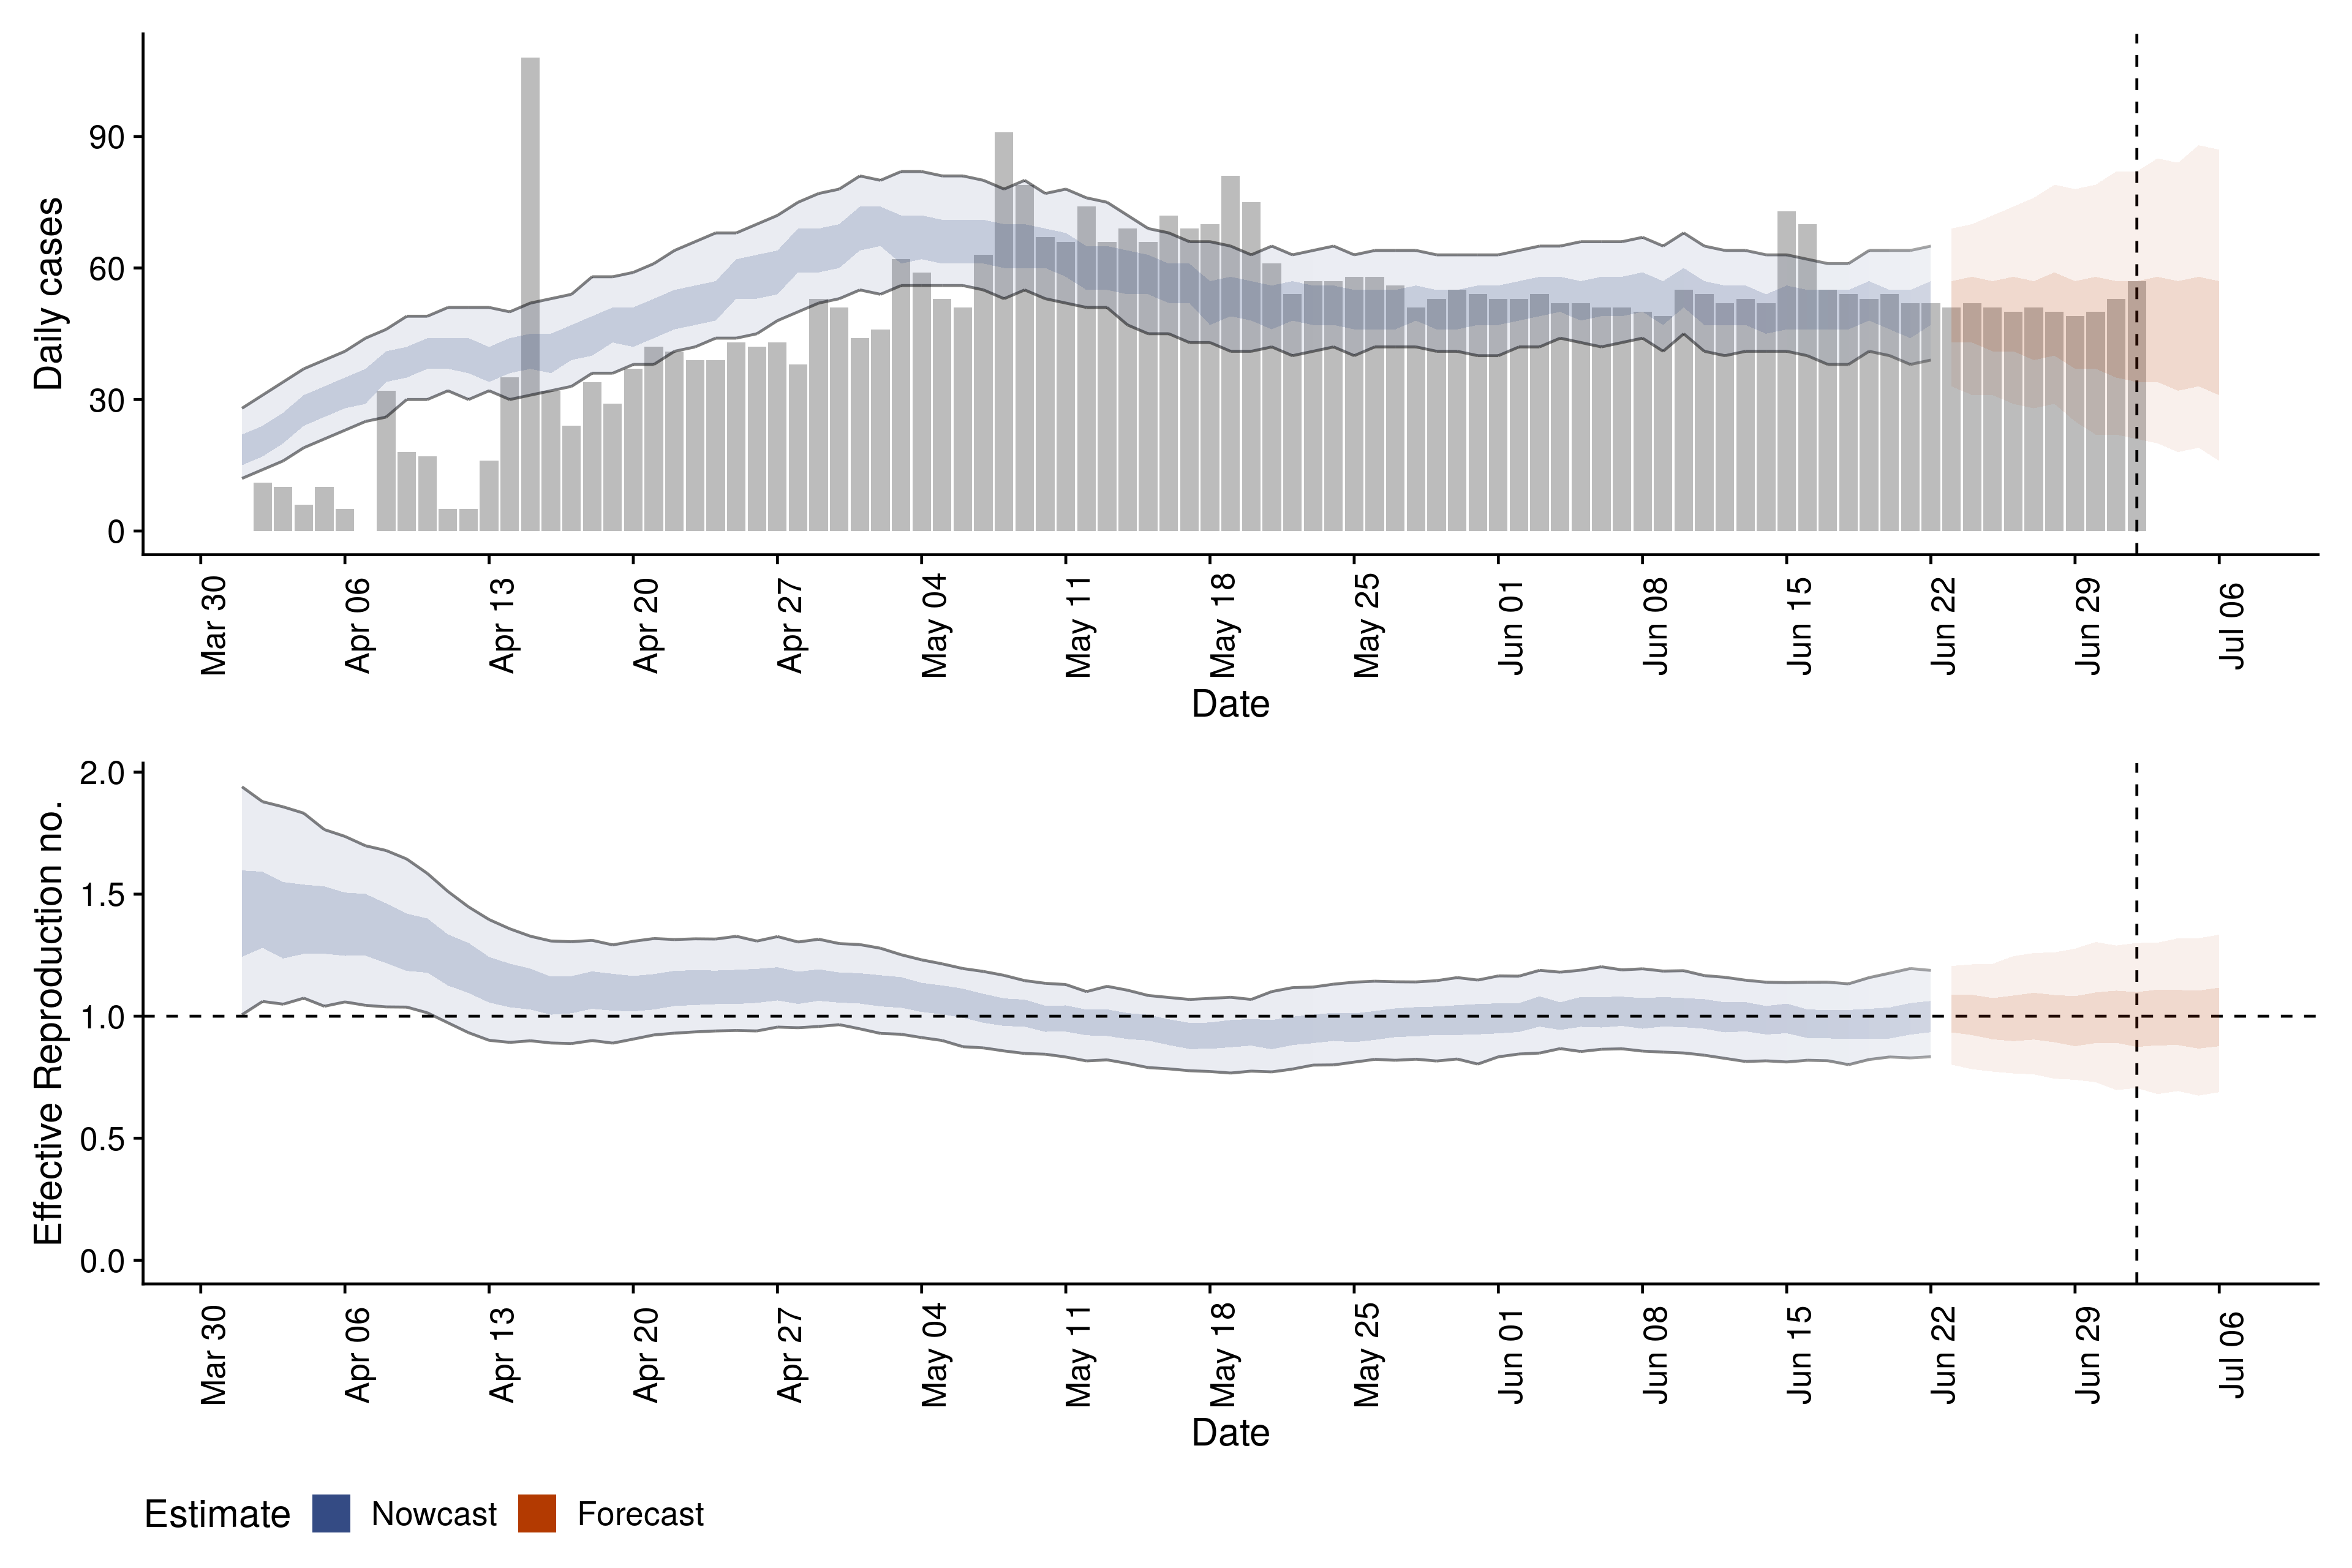 Daily cases
90
60
30
0
Mar 30
Apr 06
Apr 13
Apr 20
Apr 27
May 04
May 11
May 18
May 25
Jun 01
Jun 08
Jun 15
Jun 22
Jun 29
Jul 06
Date
Effective Reproduction no.
2.0
1.5
1.0
0.5
0.0
Mar 30
Apr 06
Apr 13
Apr 20
Apr 27
May 04
May 11
May 18
May 25
Jun 01
Jun 08
Jun 15
Jun 22
Jun 29
Jul 06
Date
Estimate Nowcast Forecast